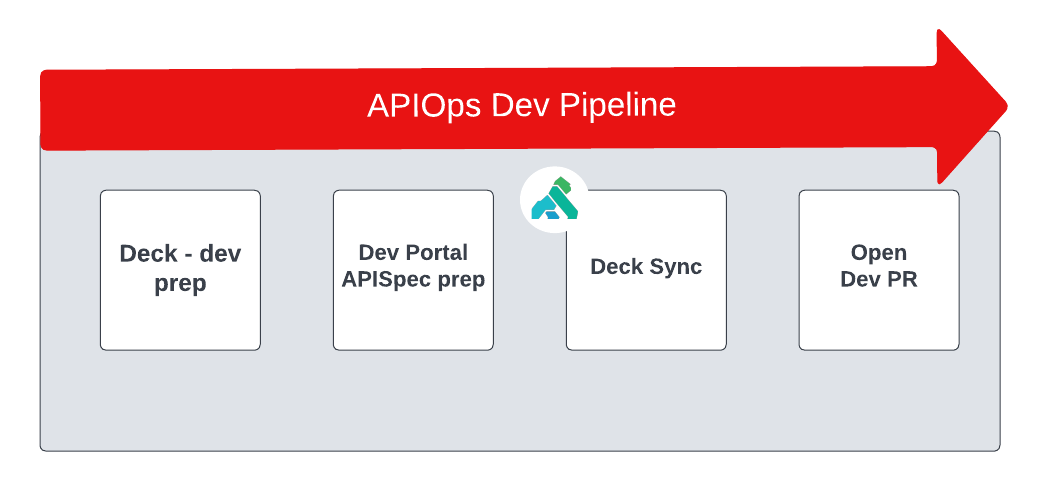 APIOps Dev Pipeline
Deck - dev
prep
Dev Portal
APISpec prep
Deck Sync
Open
Dev PR